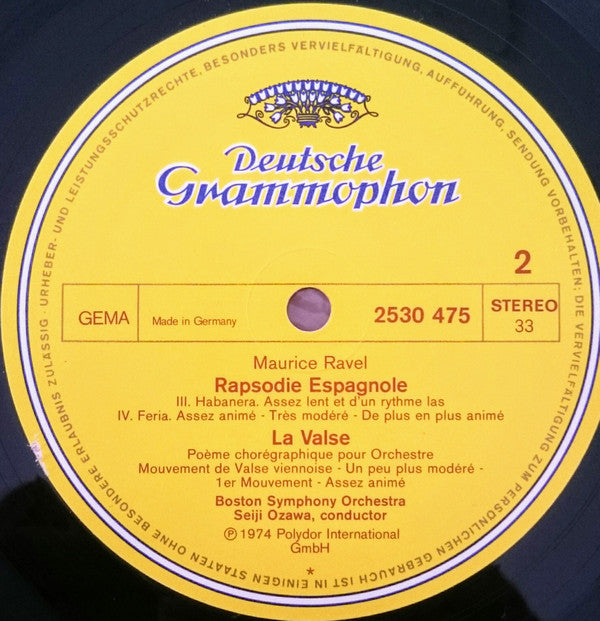 Deutsche
Grammophon
2
GEMA
Made in Germany
2530 475
STEREO
33
Maurice Ravel
Rapsodie Espagnole
III. Habanera. Assez lent et d'un rythme las
IV. Feria. Assez animé - Très modéré - De plus en plus animé
La Valse
Poème chorégraphique pour Orchestre
Mouvement de Valse viennoise - Un peu plus modéré -
1er Mouvement - Assez animé
Boston Symphony Orchestra
Seiji Ozawa, conductor
Ⓟ 1974 Polydor International
GmbH
*
URHEBER- UND LEISTUNGSSCHUTZRECHTE, BESONDERS VERVIELFÄLTIGUNG, AUFFÜHRUNG, SENDUNG VORBEHALTEN; DIE VERVIELFÄLTIGUNG ZUM PERSÖNLICHEN GEBRAUCH IST IN EINIGEN STAATEN OHNE BESONDERE ERLAUBNIS ZULÄSSIG ·